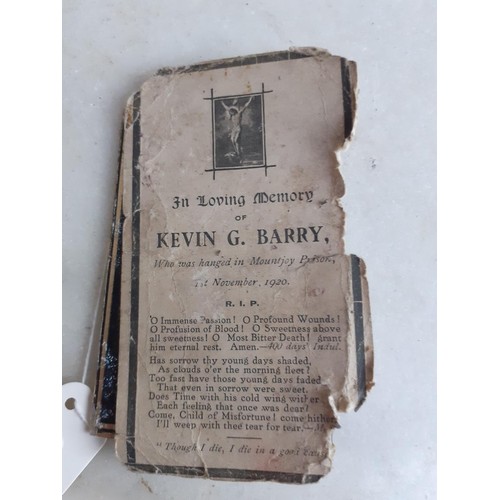 In Loving Memory
OF
KEVIN G. BARRY,
Who was hanged in Mountjoy Prison,
1st November, 1920.
R. I. P.
O Immense Passion! O Profound Wounds!
O Profusion of Blood! O Sweetness above
all sweetness! O Most Bitter Death! grant
him eternal rest. Amen.—400 days' Indul.
Has sorrow thy young days shaded,
As clouds o'er the morning fleet?
Too fast have those young days faded
That even in sorrow were sweet.
Does Time with his cold wing wither
Each feeling that once was dear?
Come, Child of Misfortune! come hither
I'll weep with thee tear for tear.—
"Though I die, I die in a good